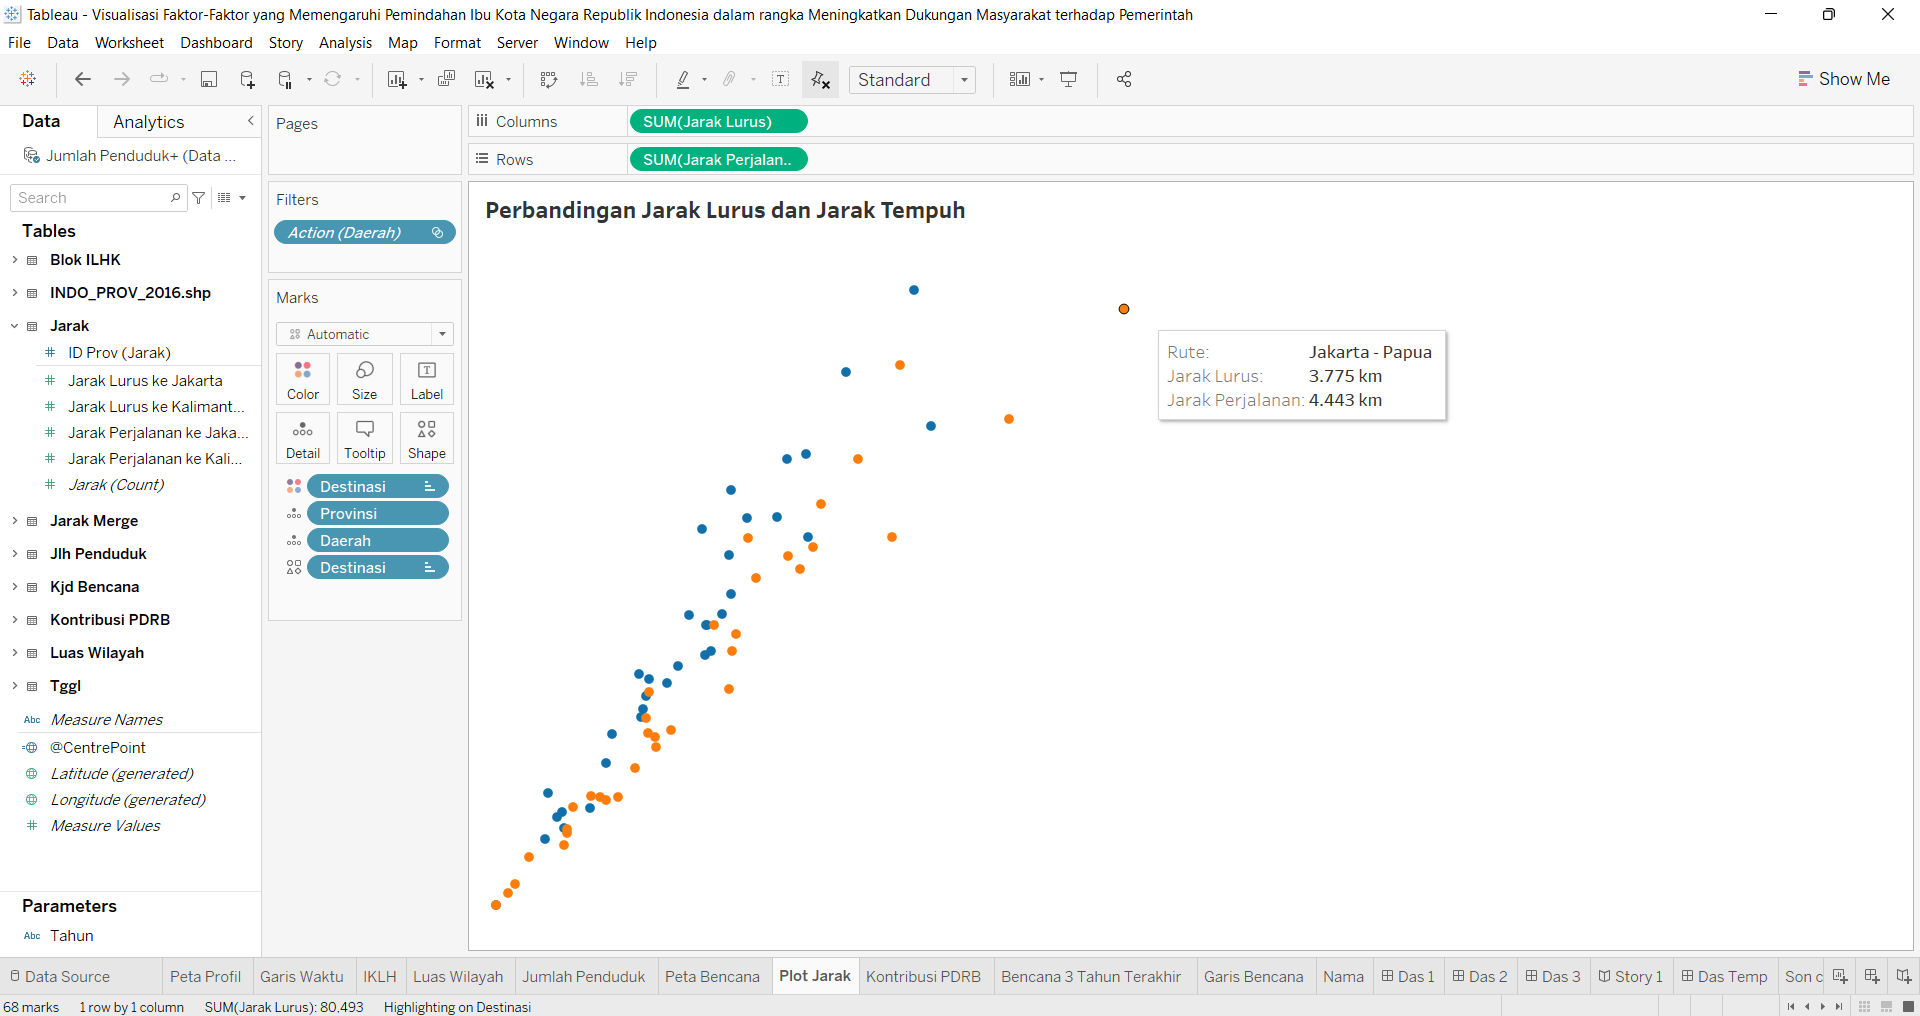 Tableau - Visualisasi Faktor-Faktor yang Memengaruhi Pemindahan Ibu Kota Negara Republik Indonesia dalam rangka Meningkatkan Dukungan Masyarakat terhadap Pemerintah
File Data Worksheet Dashboard Story Analysis Map Format Server Window Help
Standard
Show Me
Data
Analytics
Jumlah Penduduk+ (Data ...
Search
Tables
Blok ILHK
INDO_PROV_2016.shp
Jarak
ID Prov (Jarak)
Jarak Lurus ke Jakarta
Jarak Lurus ke Kalimant...
Jarak Perjalanan ke Jaka...
Jarak Perjalanan ke Kali...
Jarak (Count)
Jarak Merge
Jlh Penduduk
Kjd Bencana
Kontribusi PDRB
Luas Wilayah
Tggl
Abc Measure Names
@CentrePoint
Latitude (generated)
Longitude (generated)
Measure Values
Parameters
Abc Tahun
Pages
Filters
Action (Daerah)
Marks
Automatic
Color Size Label
Detail Tooltip Shape
Destinasi
Provinsi
Daerah
Destinasi
Columns SUM(Jarak Lurus)
Rows SUM(Jarak Perjalan..
Perbandingan Jarak Lurus dan Jarak Tempuh
Rute: Jakarta - Papua
Jarak Lurus: 3.775 km
Jarak Perjalanan: 4.443 km
Data Source Peta Profil Garis Waktu IKLH Luas Wilayah Jumlah Penduduk Peta Bencana Plot Jarak Kontribusi PDRB Bencana 3 Tahun Terakhir Garis Bencana Nama Das 1 Das 2 Das 3 Story 1 Das Temp Son c
68 marks 1 row by 1 column SUM(Jarak Lurus): 80.493 Highlighting on Destinasi